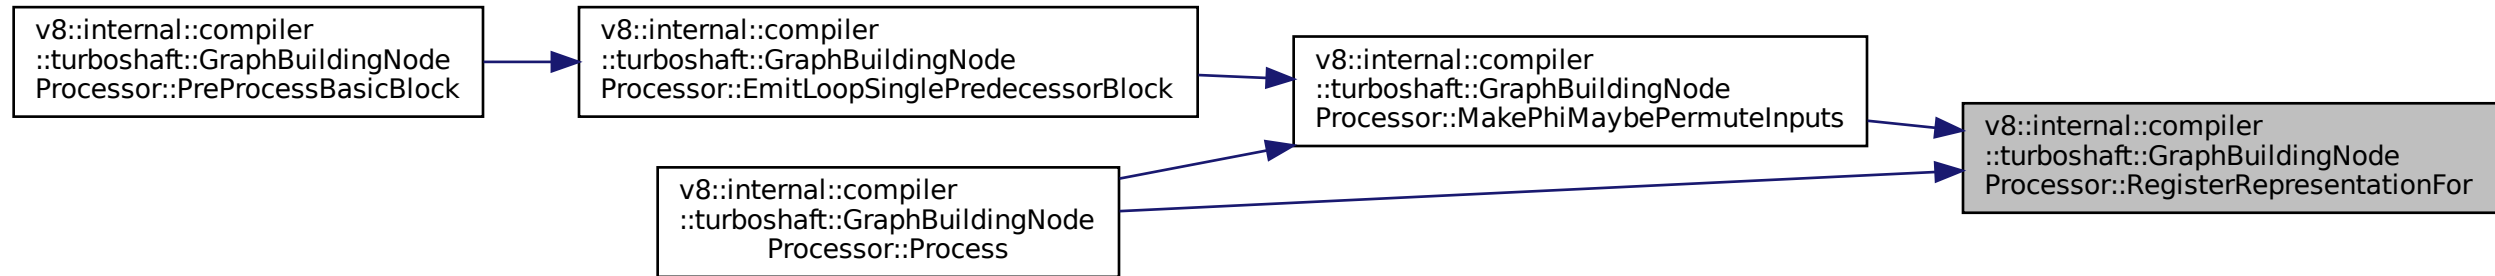 v8::internal::compiler
::turboshaft::GraphBuildingNode
Processor::PreProcessBasicBlock
v8::internal::compiler
::turboshaft::GraphBuildingNode
Processor::EmitLoopSinglePredecessorBlock
v8::internal::compiler
::turboshaft::GraphBuildingNode
Processor::MakePhiMaybePermuteInputs
v8::internal::compiler
::turboshaft::GraphBuildingNode
Processor::RegisterRepresentationFor
v8::internal::compiler
::turboshaft::GraphBuildingNode
Processor::Process